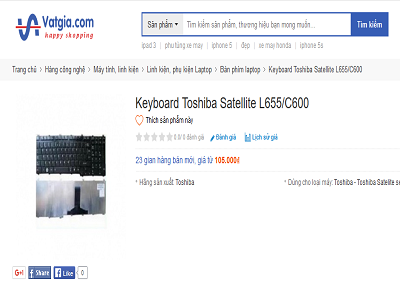 Vatgia.com
happy shopping
Sản phẩm Tìm kiếm sản phẩm, thương hiệu bạn mong muốn... Tìm kiếm
ipad 3 | phụ tùng xe máy | iphone 5 | đẹp | xe may honda | iphone 5s
Trang chủ > Hàng công nghệ > Máy tính, linh kiện > Linh kiện, phụ kiện Laptop > Bàn phím laptop > Keyboard Toshiba Satellite L655/C600
Keyboard Toshiba Satellite L655/C600
Thích sản phẩm này
0.0/ 0 đánh giá Đánh giá Lịch sử giá
23 gian hàng bán mới, giá từ 105.000₫
* Hãng sản xuất: Toshiba * Dùng cho loại máy: Toshiba - Toshiba Satellite se
G+ Share Like 0